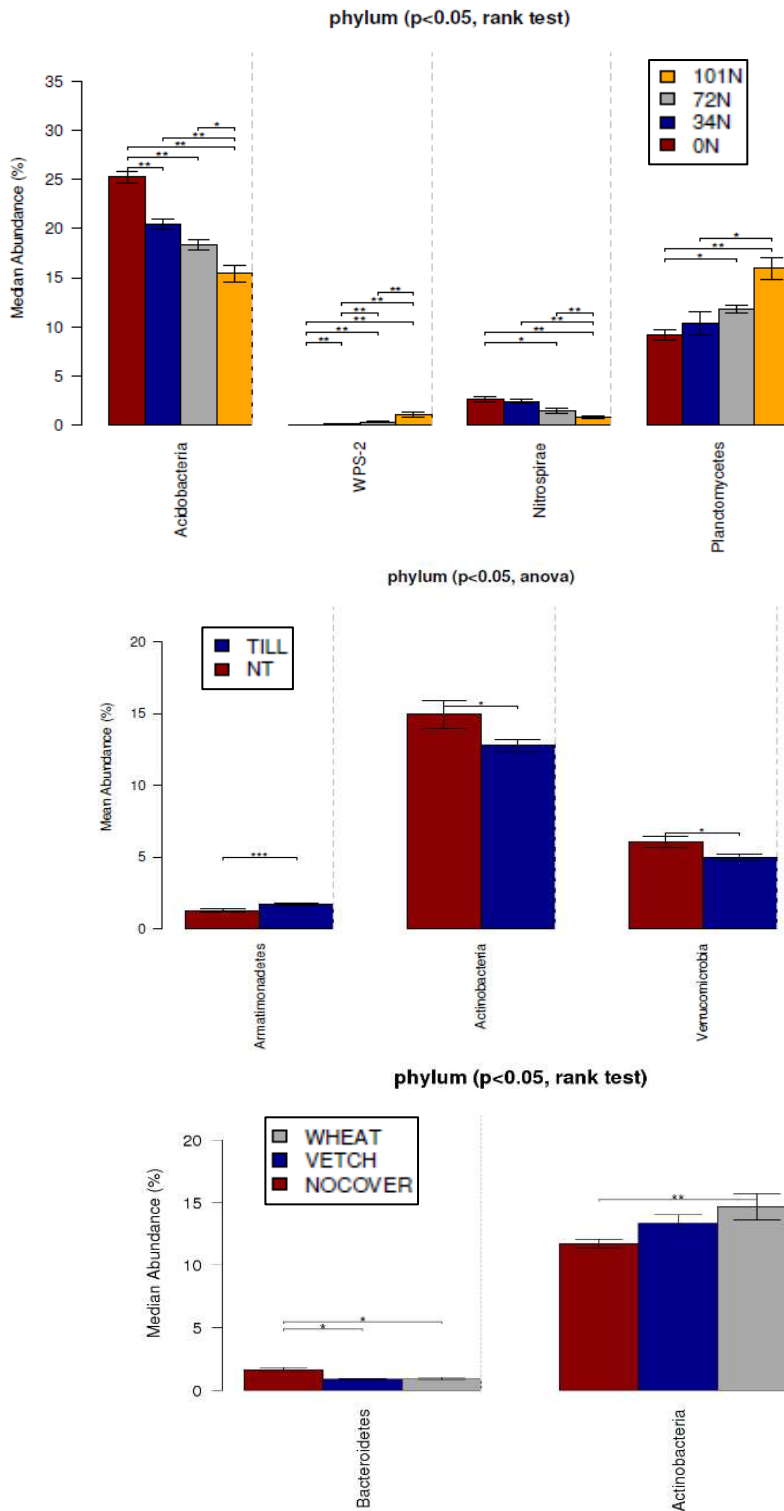 phylum (p<0.05, rank test)
Median Abundance (%)
35
30
25
20
15
10
5
0
101N
72N
34N
0N
*
**
**
**
**
**
**
**
**
**
**
**
**
**
*
*
**
*
Acidobacteria
WPS-2
Nitrospirae
Planctomycetes
phylum (p<0.05, anova)
Mean Abundance (%)
20
15
10
5
0
TILL
NT
***
*
*
Armatimonadetes
Actinobacteria
Verrucomicrobia
phylum (p<0.05, rank test)
Median Abundance (%)
20
15
10
5
0
WHEAT
VETCH
NOCOVER
*
*
**
Bacteroidetes
Actinobacteria